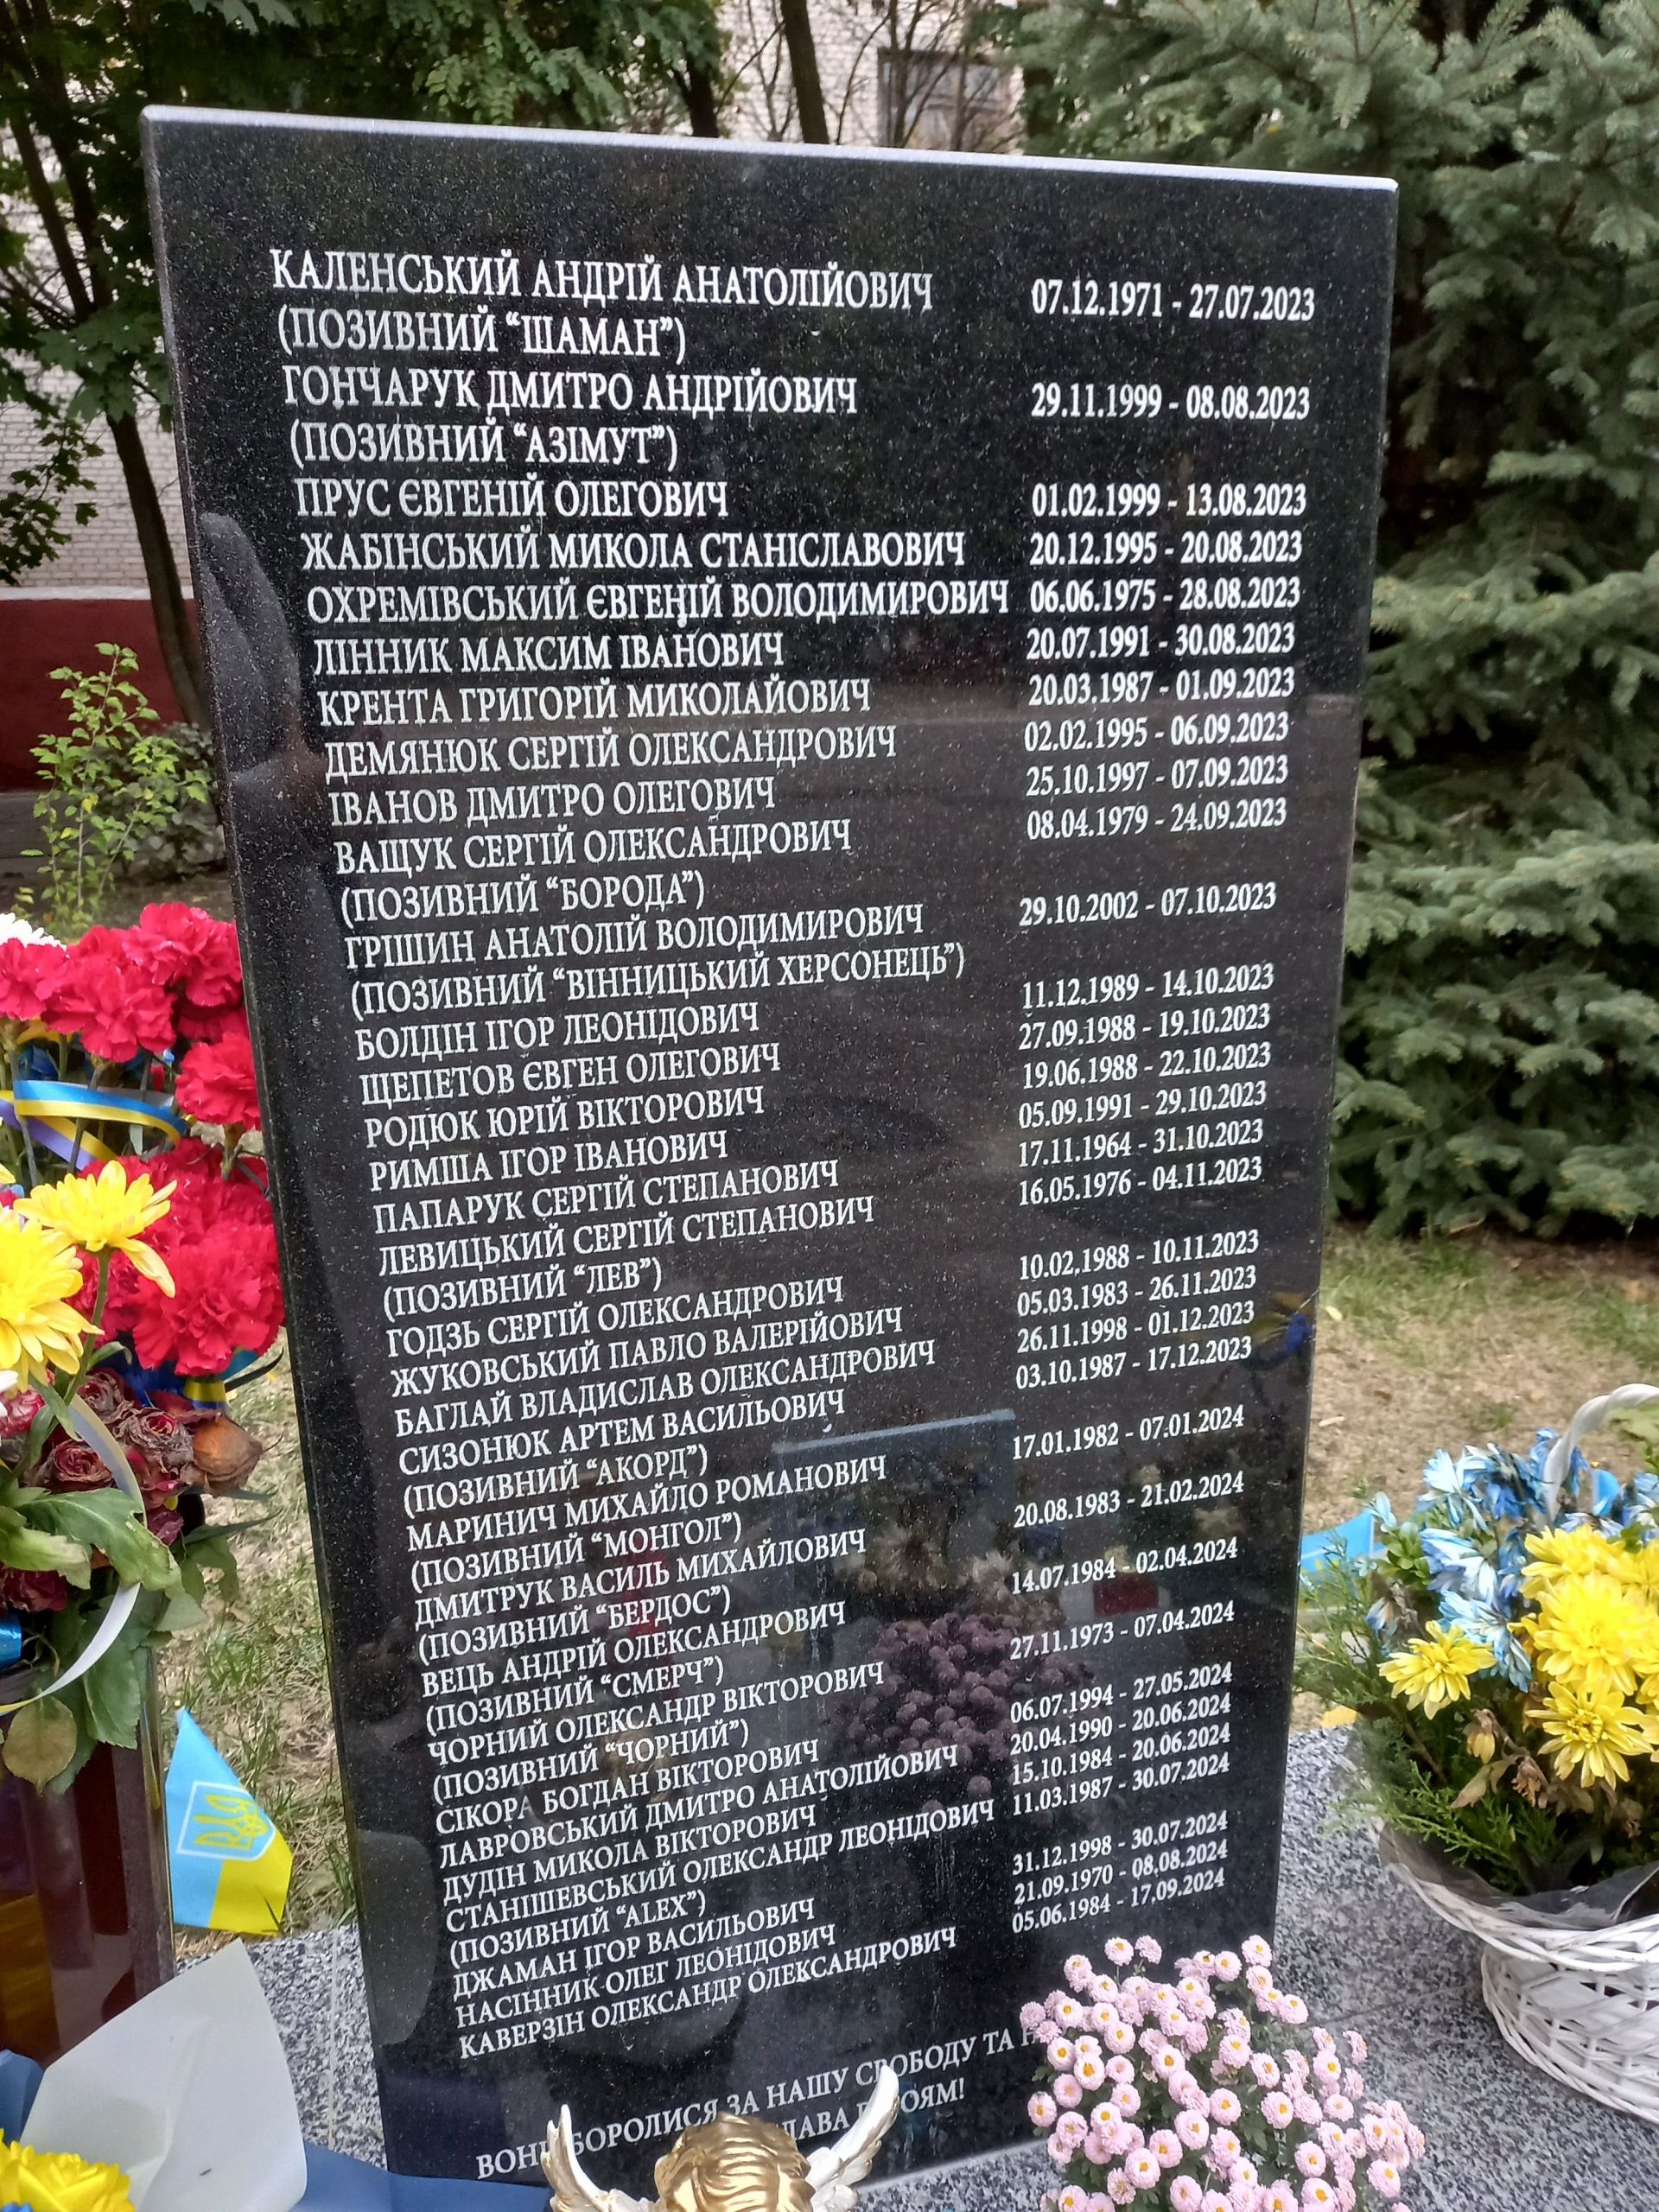 КАЛЕНСЬКИЙ АНДРІЙ АНАТОЛІЙОВИЧ 07.12.1971 - 27.07.2023
(ПОЗИВНИЙ “ШАМАН”)
ГОНЧАРУК ДМИТРО АНДРІЙОВИЧ 29.11.1999 - 08.08.2023
(ПОЗИВНИЙ “АЗІМУТ”)
ПРУС ЄВГЕНІЙ ОЛЕГОВИЧ 01.02.1999 - 13.08.2023
ЖАБІНСЬКИЙ МИКОЛА СТАНІСЛАВОВИЧ 20.12.1995 - 20.08.2023
ОХРЕМІВСЬКИЙ ЄВГЕНІЙ ВОЛОДИМИРОВИЧ 06.06.1975 - 28.08.2023
ЛІННИК МАКСИМ ІВАНОВИЧ 20.07.1991 - 30.08.2023
КРЕНТА ГРИГОРІЙ МИКОЛАЙОВИЧ 20.03.1987 - 01.09.2023
ДЕМЯНЮК СЕРГІЙ ОЛЕКСАНДРОВИЧ 02.02.1995 - 06.09.2023
ІВАНОВ ДМИТРО ОЛЕГОВИЧ 25.10.1997 - 07.09.2023
ВАЩУК СЕРГІЙ ОЛЕКСАНДРОВИЧ 08.04.1979 - 24.09.2023
(ПОЗИВНИЙ “БОРОДА”)
ГРІШИН АНАТОЛІЙ ВОЛОДИМИРОВИЧ 29.10.2002 - 07.10.2023
(ПОЗИВНИЙ “ВІННИЦЬКИЙ ХЕРСОНЕЦЬ”)
БОЛДІН ІГОР ЛЕОНІДОВИЧ 11.12.1989 - 14.10.2023
ЩЕПЕТОВ ЄВГЕН ОЛЕГОВИЧ 27.09.1988 - 19.10.2023
РОДЮК ЮРІЙ ВІКТОРОВИЧ 19.06.1988 - 22.10.2023
РИМША ІГОР ІВАНОВИЧ 05.09.1991 - 29.10.2023
ПАПАРУК СЕРГІЙ СТЕПАНОВИЧ 17.11.1964 - 31.10.2023
ЛЕВИЦЬКИЙ СЕРГІЙ СТЕПАНОВИЧ 16.05.1976 - 04.11.2023
(ПОЗИВНИЙ “ЛЕВ”)
ГОДЗЬ СЕРГІЙ ОЛЕКСАНДРОВИЧ 10.02.1988 - 10.11.2023
ЖУКОВСЬКИЙ ПАВЛО ВАЛЕРІЙОВИЧ 05.03.1983 - 26.11.2023
БАГЛАЙ ВЛАДИСЛАВ ОЛЕКСАНДРОВИЧ 26.11.1998 - 01.12.2023
СИЗОНЮК АРТЕМ ВАСИЛЬОВИЧ 03.10.1987 - 17.12.2023
(ПОЗИВНИЙ “АКОРД”)
МАРИНИЧ МИХАЙЛО РОМАНОВИЧ 17.01.1982 - 07.01.2024
(ПОЗИВНИЙ “МОНГОЛ”)
ДМИТРУК ВАСИЛЬ МИХАЙЛОВИЧ 20.08.1983 - 21.02.2024
(ПОЗИВНИЙ “БЕРДОС”)
ВЕЦЬ АНДРІЙ ОЛЕКСАНДРОВИЧ 14.07.1984 - 02.04.2024
(ПОЗИВНИЙ “СМЕРЧ”)
ЧОРНИЙ ОЛЕКСАНДР ВІКТОРОВИЧ 27.11.1973 - 07.04.2024
(ПОЗИВНИЙ “ЧОРНИЙ”)
СІКОРА БОГДАН ВІКТОРОВИЧ 06.07.1994 - 27.05.2024
ЛАВРОВСЬКИЙ ДМИТРО АНАТОЛІЙОВИЧ 20.04.1990 - 20.06.2024
ДУДІН МИКОЛА ВІКТОРОВИЧ 15.10.1984 - 20.06.2024
СТАНІШЕВСЬКИЙ ОЛЕКСАНДР ЛЕОНІДОВИЧ 11.03.1987 - 30.07.2024
(ПОЗИВНИЙ “ALEX”)
ДЖАМАН ІГОР ВАСИЛЬОВИЧ 31.12.1998 - 30.07.2024
НАСІННИК ОЛЕГ ЛЕОНІДОВИЧ 21.09.1970 - 08.08.2024
КАВЕРЗІН ОЛЕКСАНДР ОЛЕКСАНДРОВИЧ 05.06.1984 - 17.09.2024
ВОНИ БОРОЛИСЯ ЗА НАШУ СВОБОДУ ТА